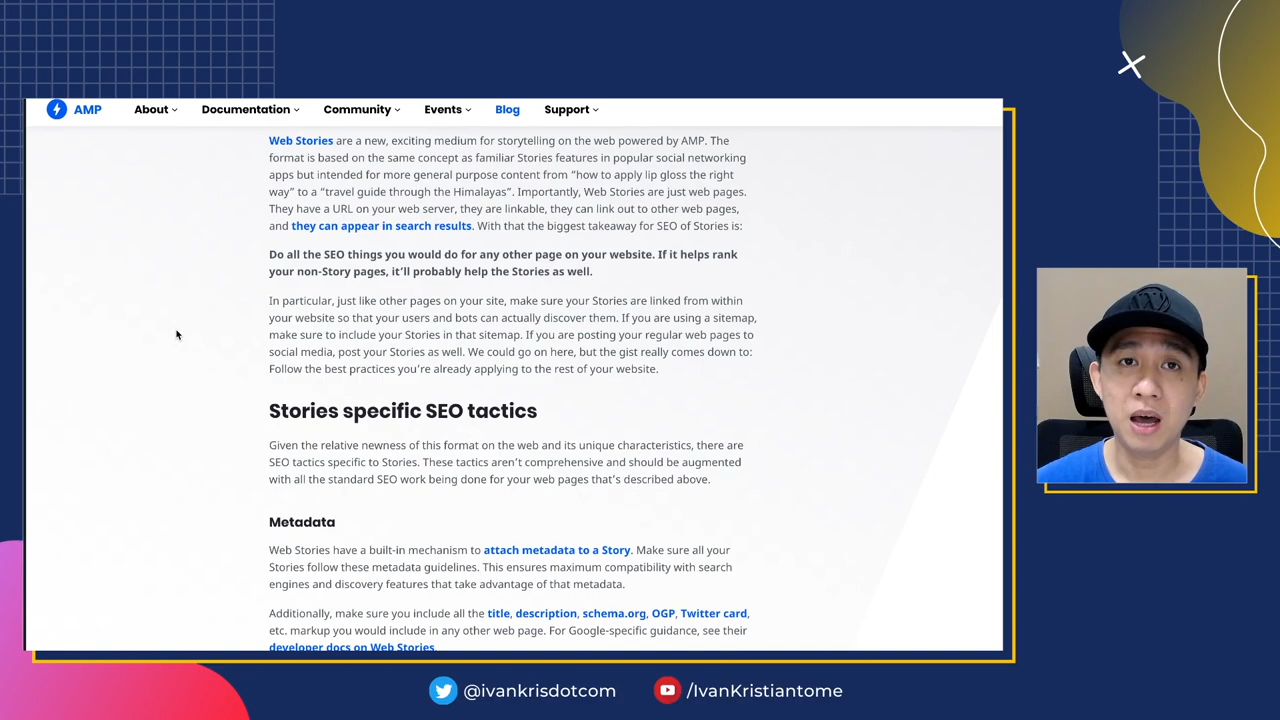 AMP About Documentation Community Events Blog Support
Web Stories are a new, exciting medium for storytelling on the web powered by AMP. The
format is based on the same concept as familiar Stories features in popular social networking
apps but intended for more general purpose content from “how to apply lip gloss the right
way” to a “travel guide through the Himalayas”. Importantly, Web Stories are just web pages.
They have a URL on your web server, they are linkable, they can link out to other web pages,
and they can appear in search results. With that the biggest takeaway for SEO of Stories is:
Do all the SEO things you would do for any other page on your website. If it helps rank
your non-Story pages, it’ll probably help the Stories as well.
In particular, just like other pages on your site, make sure your Stories are linked from within
your website so that your users and bots can actually discover them. If you are using a sitemap,
make sure to include your Stories in that sitemap. If you are posting your regular web pages to
social media, post your Stories as well. We could go on here, but the gist really comes down to:
Follow the best practices you’re already applying to the rest of your website.
Stories specific SEO tactics
Given the relative newness of this format on the web and its unique characteristics, there are
SEO tactics specific to Stories. These tactics aren’t comprehensive and should be augmented
with all the standard SEO work being done for your web pages that’s described above.
Metadata
Web Stories have a built-in mechanism to attach metadata to a Story. Make sure all your
Stories follow these metadata guidelines. This ensures maximum compatibility with search
engines and discovery features that take advantage of that metadata.
Additionally, make sure you include all the title, description, schema.org, OGP, Twitter card,
etc. markup you would include in any other web page. For Google-specific guidance, see their
developer docs on Web Stories.
@ivankrisdotcom /IvanKristiantome